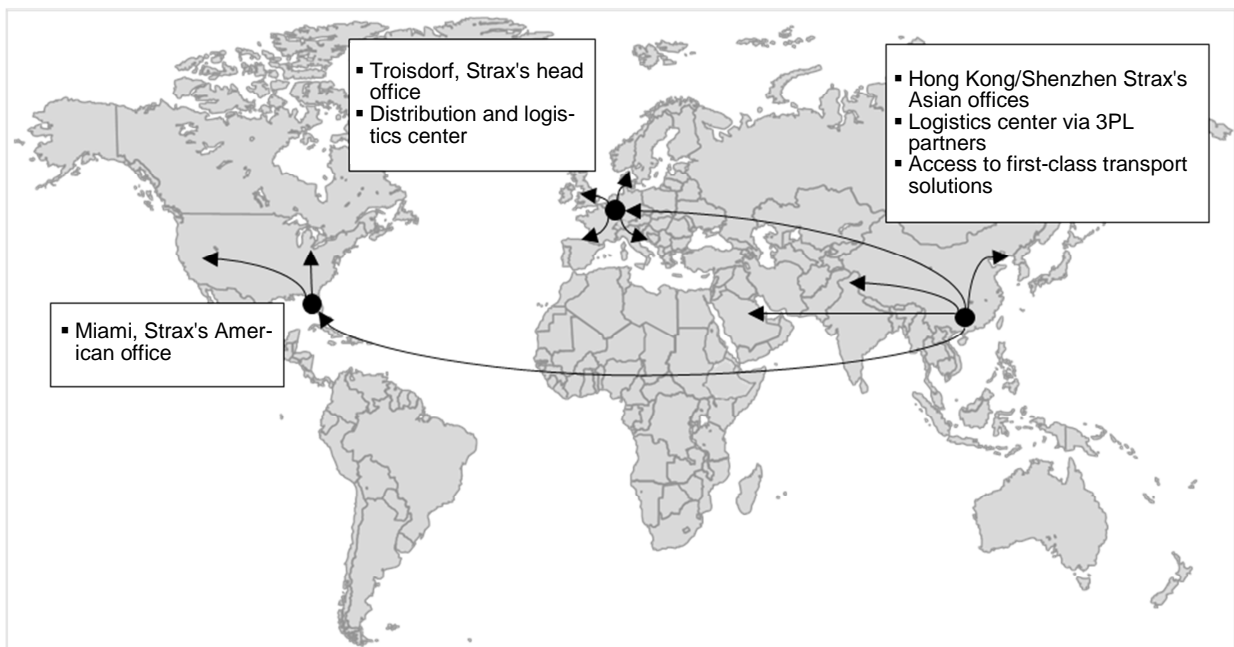 ▪ Troisdorf, Strax's head
office
▪ Distribution and logis-
tics center
▪ Hong Kong/Shenzhen Strax's
Asian offices
▪ Logistics center via 3PL
partners
▪ Access to first-class transport
solutions
▪ Miami, Strax's Amer-
ican office